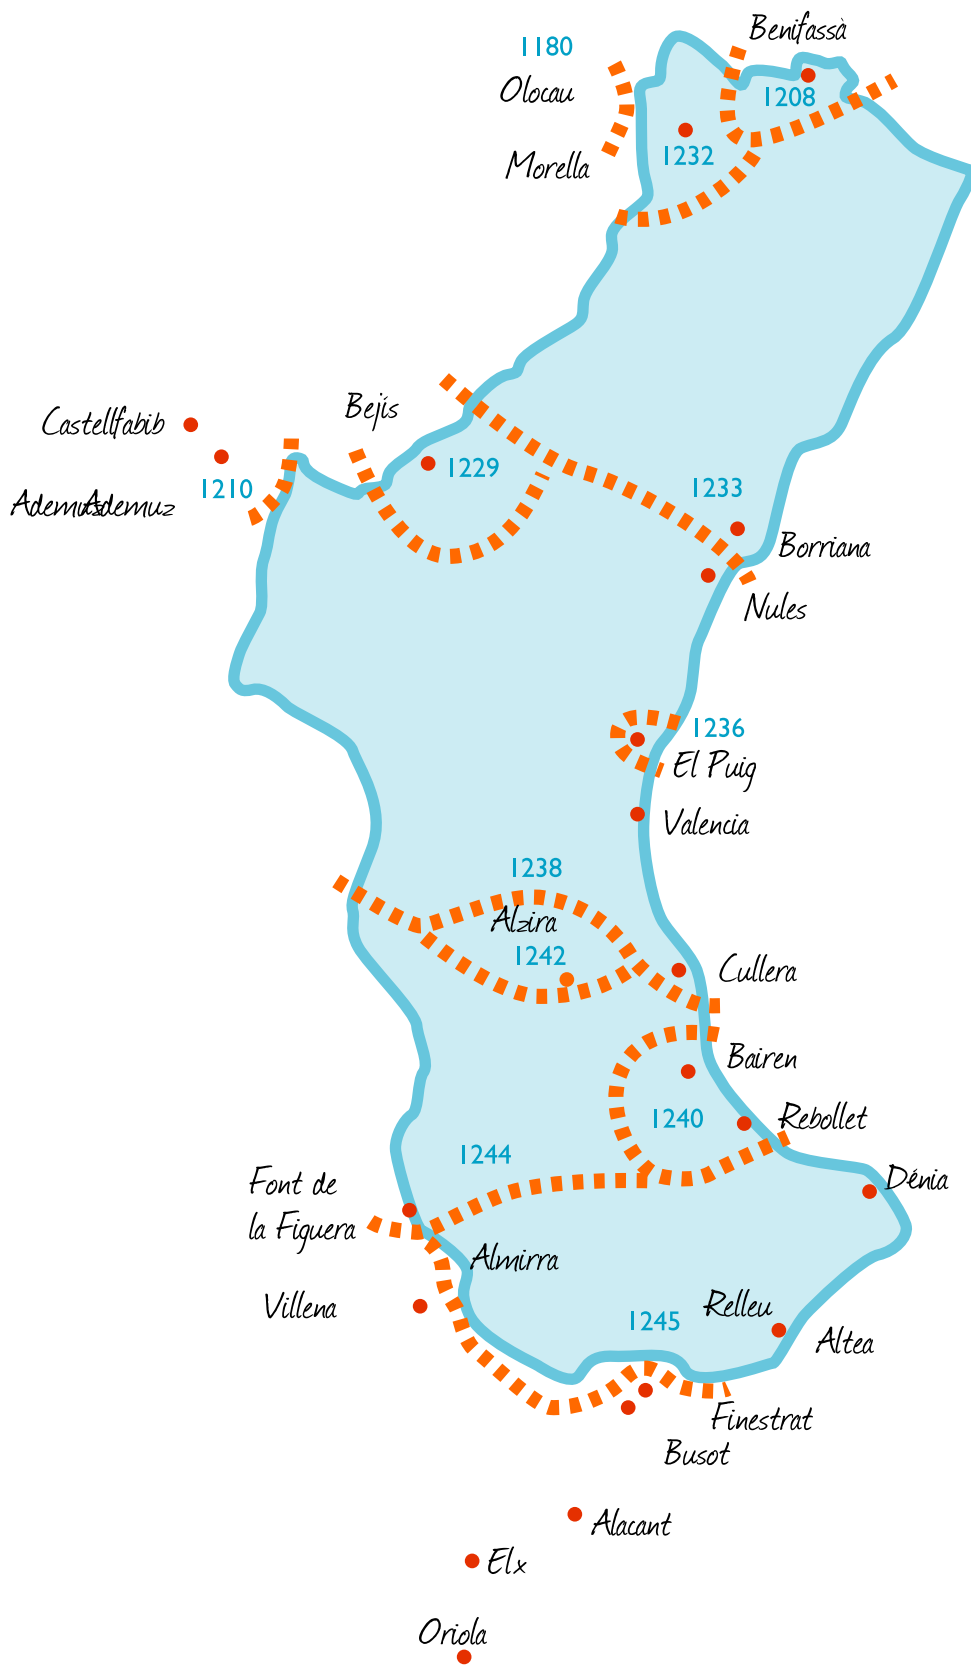 Benifassà
1180
Olocau
1208
Morella
1232
Bejís
Castellfabib
1229
1210
1233
Ademús
Ademuz
Borriana
Nules
1236
El Puig
Valencia
1238
Alzira
1242
Cullera
Bairen
1240
Rebollet
1244
Font de
la Figuera
Dénia
Almirra
Villena
Relleu
1245
Altea
Finestrat
Busot
Alacant
Elx
Oriola